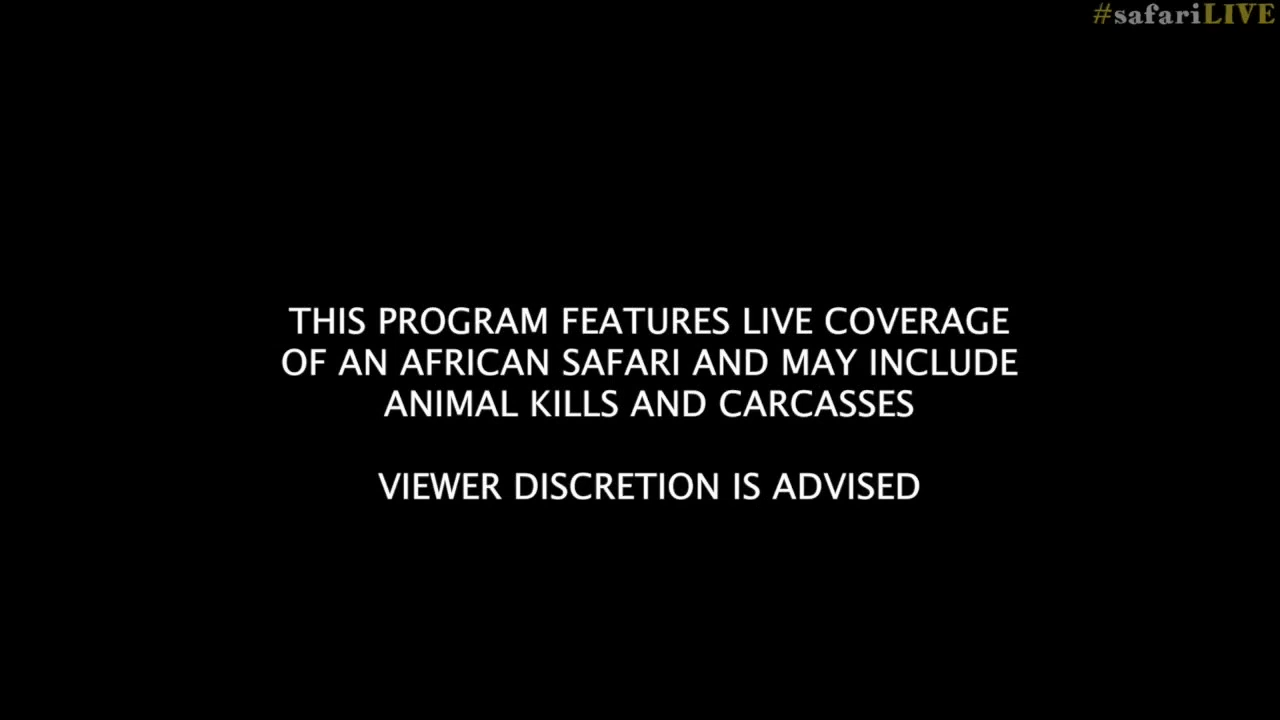 #safariLIVE
THIS PROGRAM FEATURES LIVE COVERAGE
OF AN AFRICAN SAFARI AND MAY INCLUDE
ANIMAL KILLS AND CARCASSES
VIEWER DISCRETION IS ADVISED